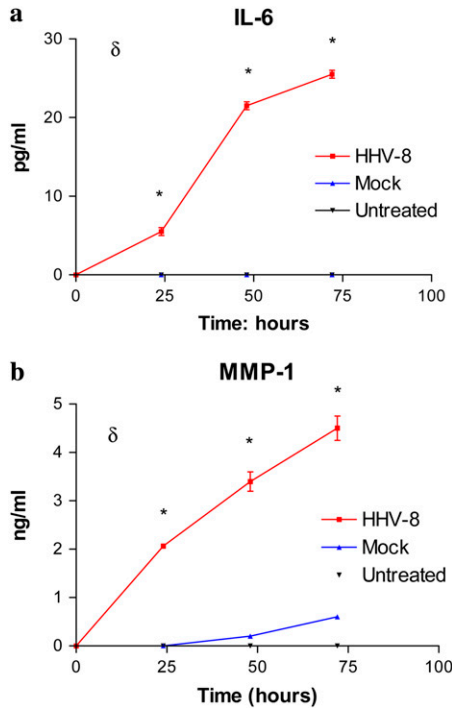 a
IL-6
δ
*
*
*
30
20
10
0
pg/ml
HHV-8
Mock
Untreated
0 25 50 75 100
Time: hours
b
MMP-1
δ
*
*
*
5
4
3
2
1
0
ng/ml
HHV-8
Mock
Untreated
0 25 50 75 100
Time (hours)